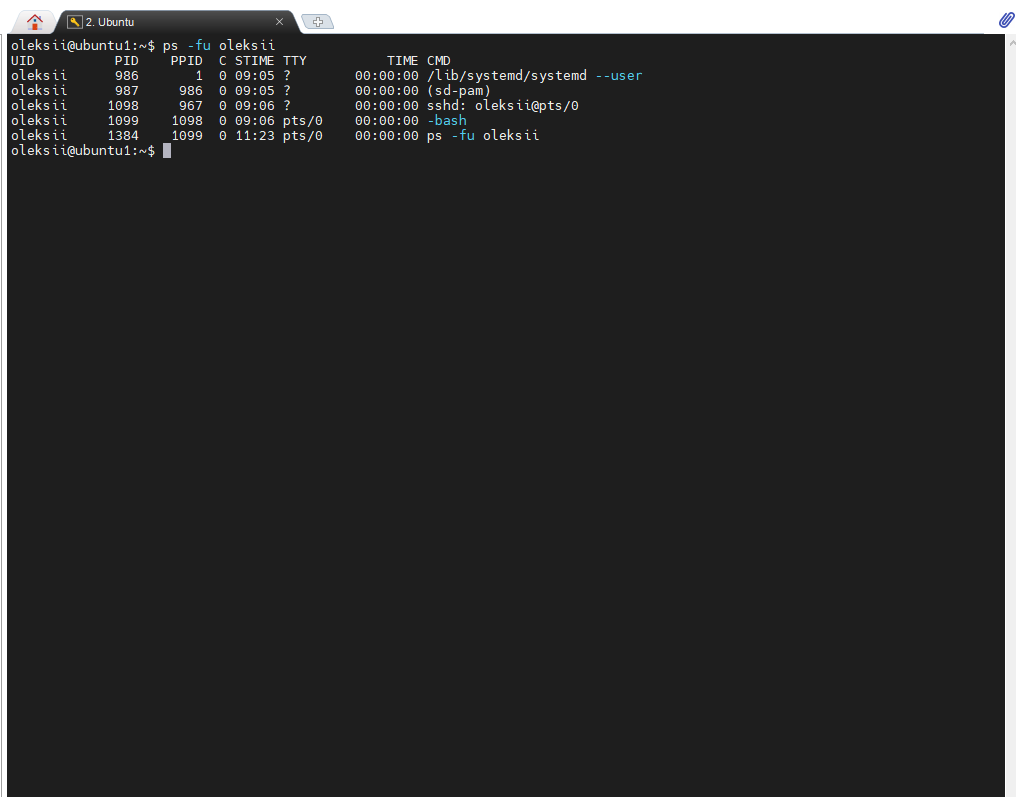 2. Ubuntu
oleksii@ubuntu1:~$ ps -fu oleksii
UID          PID    PPID  C STIME TTY          TIME CMD
oleksii      986       1  0 09:05 ?        00:00:00 /lib/systemd/systemd --user
oleksii      987     986  0 09:05 ?        00:00:00 (sd-pam)
oleksii     1098     967  0 09:06 ?        00:00:00 sshd: oleksii@pts/0
oleksii     1099    1098  0 09:06 pts/0    00:00:00 -bash
oleksii     1384    1099  0 11:23 pts/0    00:00:00 ps -fu oleksii
oleksii@ubuntu1:~$